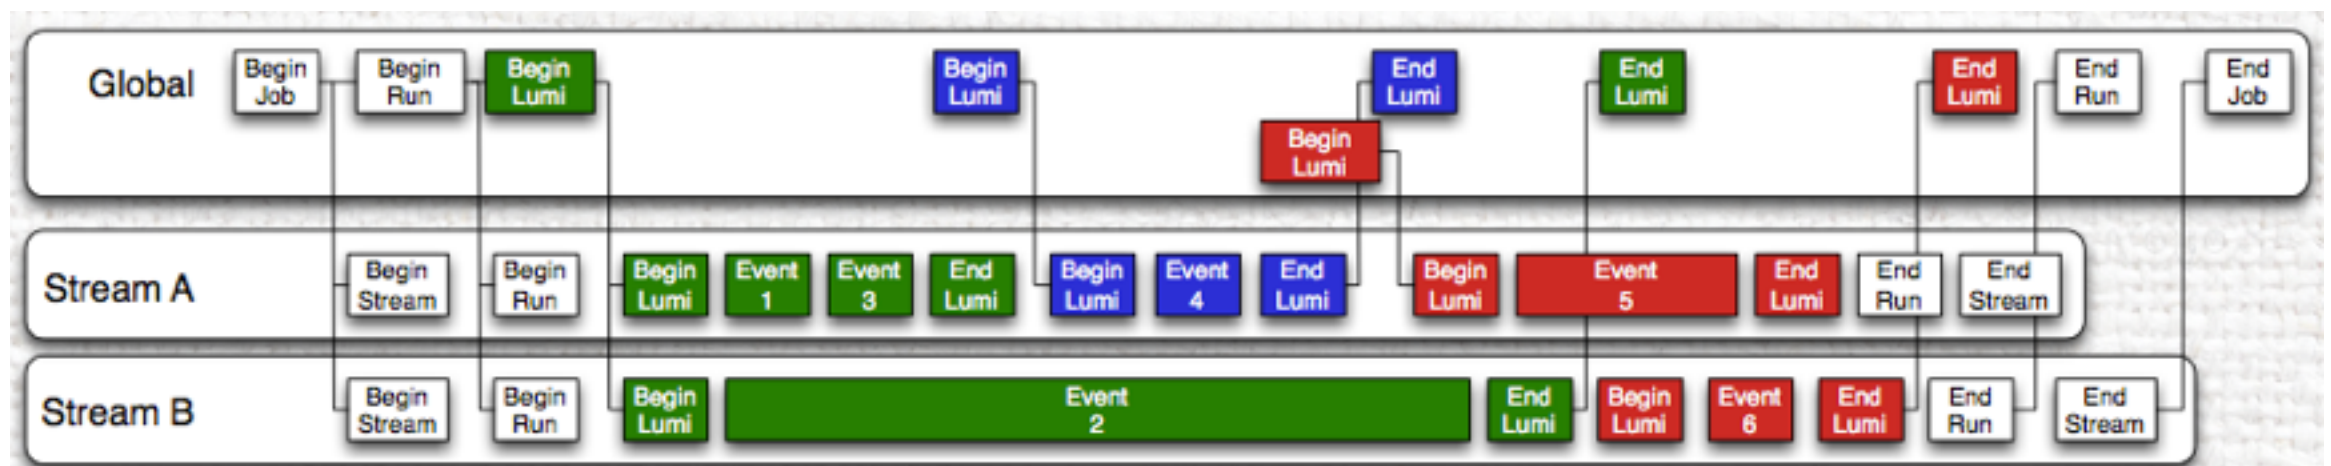 Global
Begin
Job
Begin
Run
Begin
Lumi
Begin
Lumi
End
Lumi
End
Lumi
End
Lumi
End
Run
End
Job
Begin
Lumi
Stream A
Begin
Stream
Begin
Run
Begin
Lumi
Event
1
Event
3
End
Lumi
Begin
Lumi
Event
4
End
Lumi
Begin
Lumi
Event
5
End
Lumi
End
Run
End
Stream
Stream B
Begin
Stream
Begin
Run
Begin
Lumi
Event
2
End
Lumi
Begin
Lumi
Event
6
End
Lumi
End
Run
End
Stream